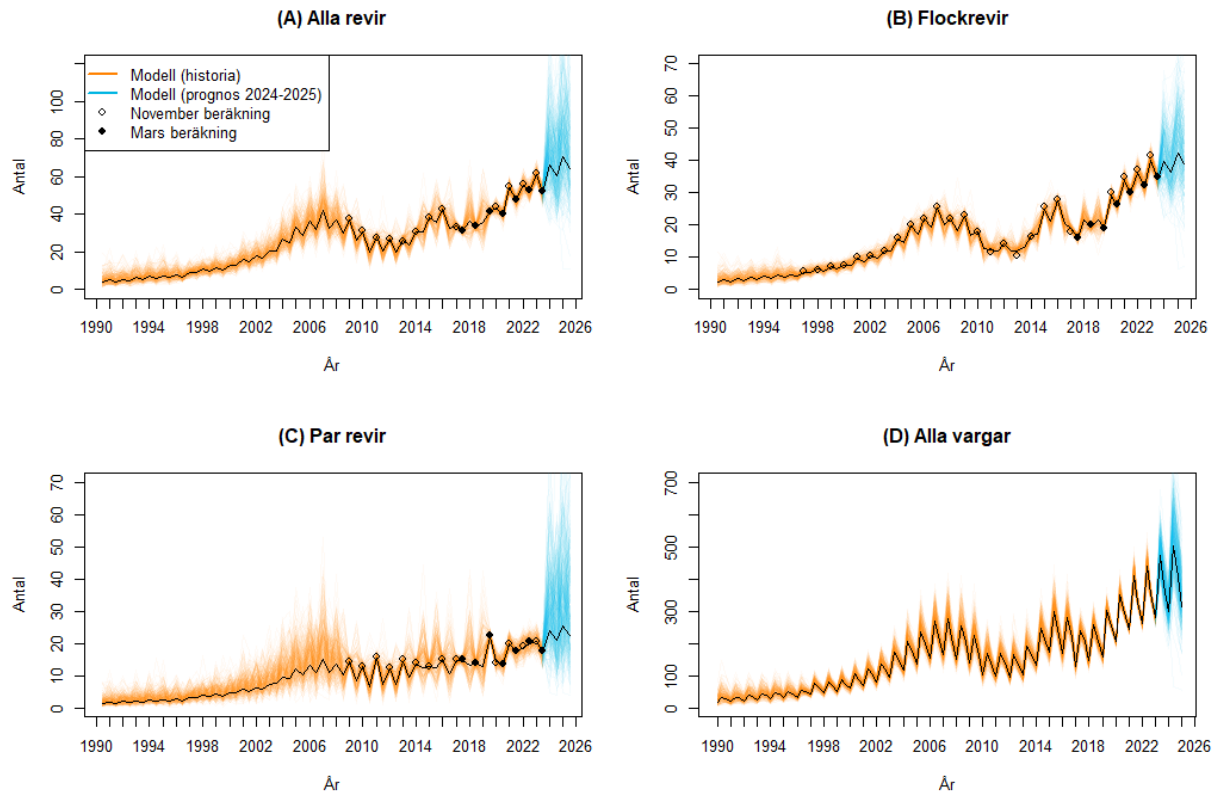 (A) Alla revir
Antal
100
80
60
40
20
0
Modell (historia)
Modell (prognos 2024-2025)
November beräkning
Mars beräkning
1990 1994 1998 2002 2006 2010 2014 2018 2022 2026
År
(B) Flockrevir
Antal
70
60
50
40
30
20
10
0
1990 1994 1998 2002 2006 2010 2014 2018 2022 2026
År
(C) Par revir
Antal
70
60
50
40
30
20
10
0
1990 1994 1998 2002 2006 2010 2014 2018 2022 2026
År
(D) Alla vargar
Antal
700
500
300
100
0
1990 1994 1998 2002 2006 2010 2014 2018 2022 2026
År